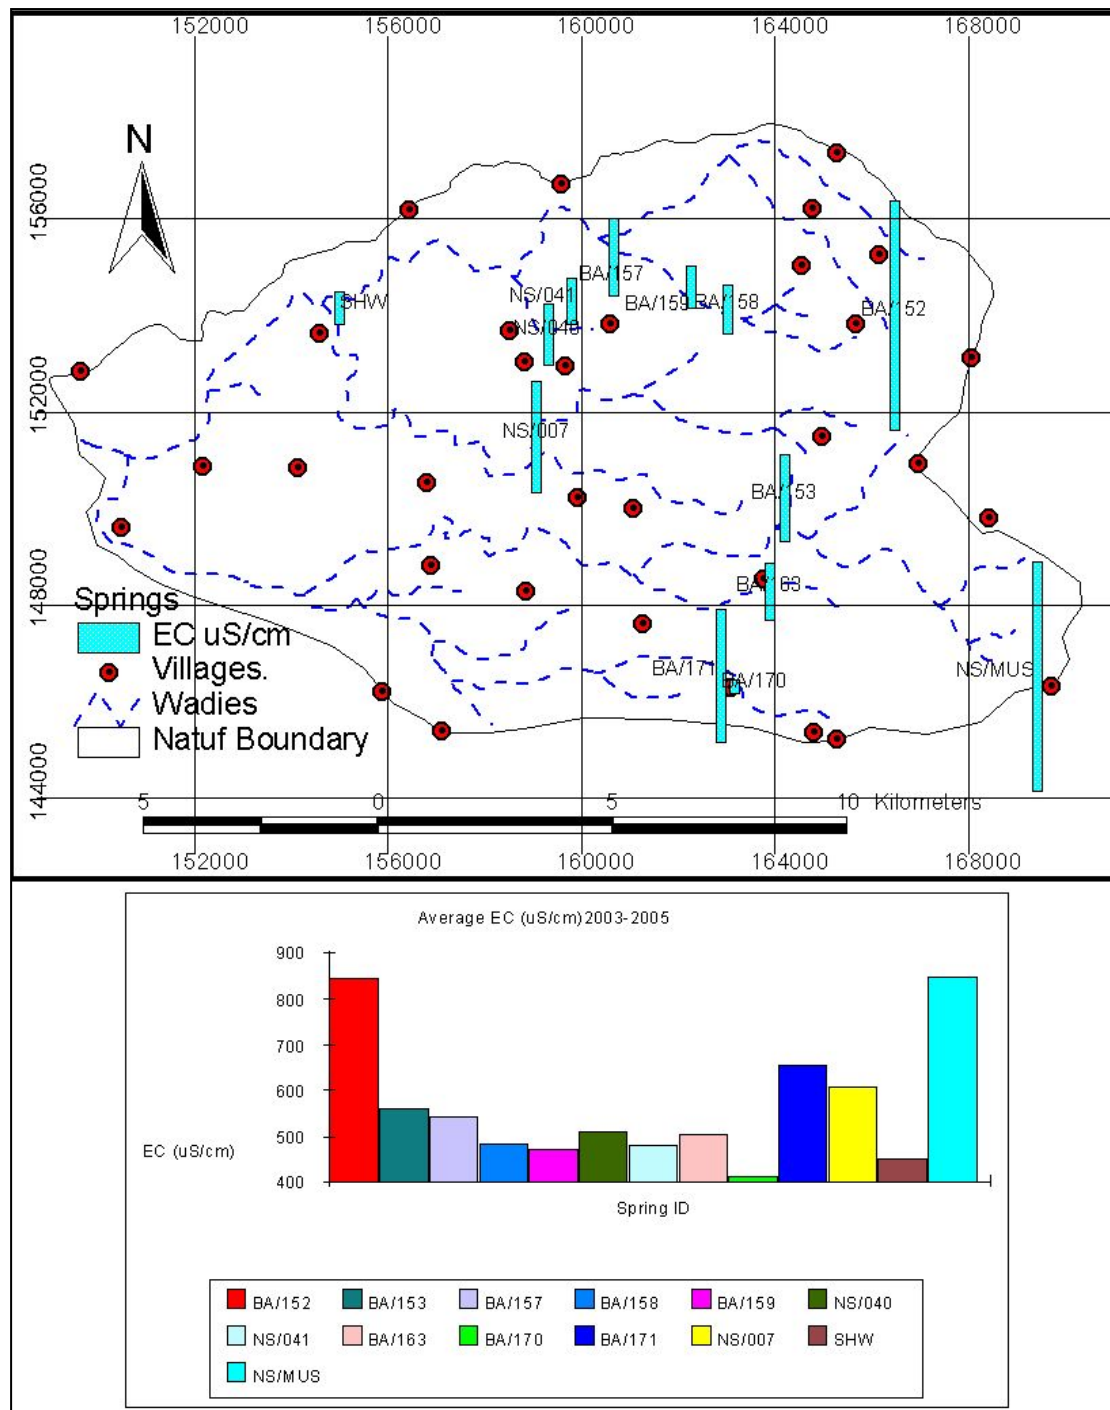 152000 156000 160000 164000 168000
N
156000
BA/157
NS/041
SHW
BA/159 BA/158
BA/152
NS/040
152000
NS/007
BA/153
BA/163
148000
Springs
EC uS/cm
Villages.
Wadies
Natuf Boundary
BA/171
BA/170
NS/MUS
144000
5 0 5 10 Kilometers
152000 156000 160000 164000 168000
Average EC (uS/cm)2003-2005
900
800
700
600
500
EC (uS/cm)
400
Spring ID
BA/152 BA/153 BA/157 BA/158 BA/159 NS/040
NS/041 BA/163 BA/170 BA/171 NS/007 SHW
NS/MUS